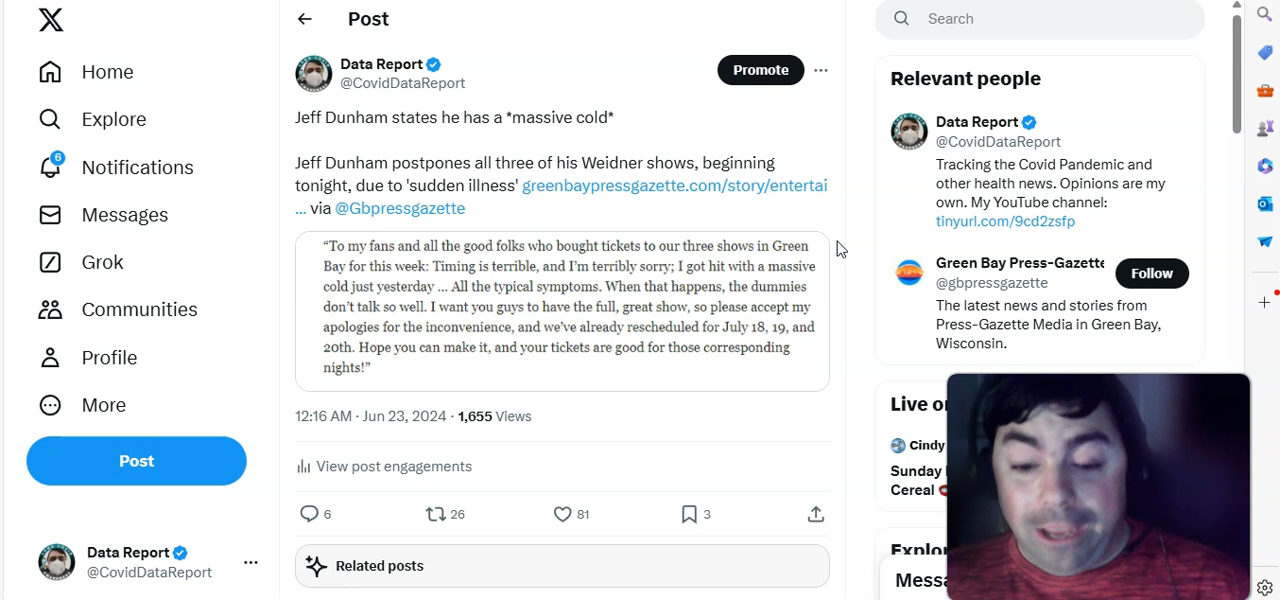 Home
Explore
6
Notifications
Messages
Grok
Communities
Profile
More
Post
Data Report
@CovidDataReport
Post
Data Report
@CovidDataReport
Promote
Jeff Dunham states he has a *massive cold*
Jeff Dunham postpones all three of his Weidner shows, beginning
tonight, due to 'sudden illness' greenbaypressgazette.com/story/entertai
... via @Gbpressgazette
“To my fans and all the good folks who bought tickets to our three shows in Green
Bay for this week: Timing is terrible, and I’m terribly sorry; I got hit with a massive
cold just yesterday ... All the typical symptoms. When that happens, the dummies
don’t talk so well. I want you guys to have the full, great show, so please accept my
apologies for the inconvenience, and we’ve already rescheduled for July 18, 19, and
20th. Hope you can make it, and your tickets are good for those corresponding
nights!”
12:16 AM · Jun 23, 2024 · 1,655 Views
View post engagements
6 26 81 3
Related posts
Search
Relevant people
Data Report
@CovidDataReport
Tracking the Covid Pandemic and
other health news. Opinions are my
own. My YouTube channel:
tinyurl.com/9cd2zsfp
Green Bay Press-Gazette
@gbpressgazette
Follow
The latest news and stories from
Press-Gazette Media in Green Bay,
Wisconsin.
Live
Cindy
Sunday
Cereal